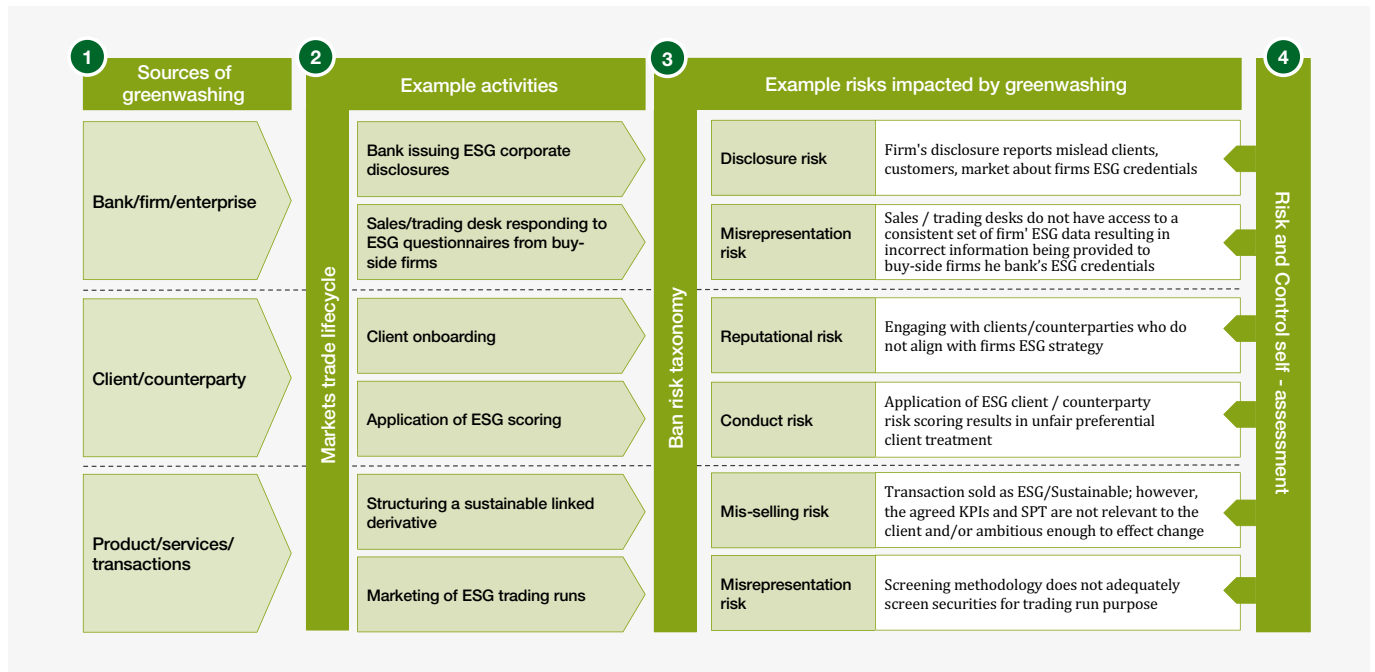 1
Sources of
greenwashing
2
Example activities
3
Example risks impacted by greenwashing
4
Bank/firm/enterprise
Markets trade lifecycle
Bank issuing ESG corporate
disclosures
Sales/trading desk responding to
ESG questionnaires from buy-
side firms
Ban risk taxonomy
Disclosure risk
Firm's disclosure reports mislead clients,
customers, market about firms ESG credentials
Misrepresentation
risk
Sales / trading desks do not have access to a
consistent set of firm' ESG data resulting in
incorrect information being provided to
buy-side firms he bank's ESG credentials
Risk and Control self - assessment
Client/counterparty
Client onboarding
Reputational risk
Engaging with clients/counterparties who do
not align with firms ESG strategy
Application of ESG scoring
Conduct risk
Application of ESG client / counterparty
risk scoring results in unfair preferential
client treatment
Product/services/
transactions
Structuring a sustainable linked
derivative
Mis-selling risk
Transaction sold as ESG/Sustainable; however,
the agreed KPIs and SPT are not relevant to the
client and/or ambitious enough to effect change
Marketing of ESG trading runs
Misrepresentation
risk
Screening methodology does not adequately
screen securities for trading run purpose